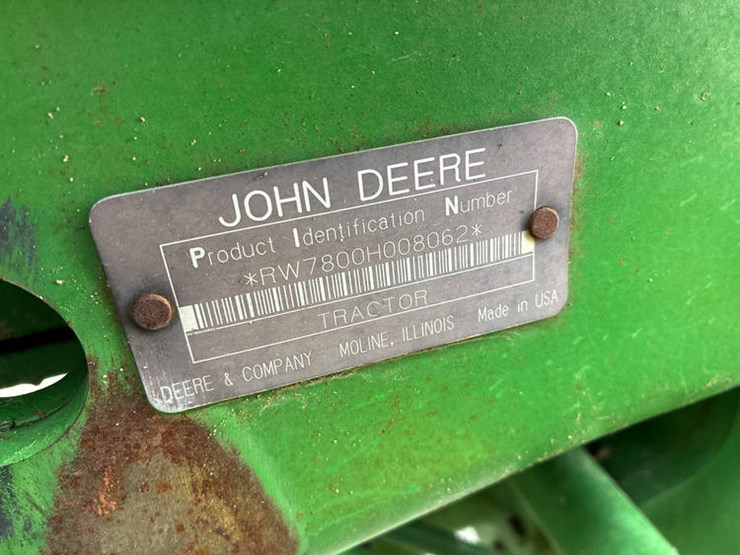 JOHN DEERE
Product Identification Number
*RW7800H008062*
TRACTOR
DEERE & COMPANY MOLINE, ILLINOIS Made in USA